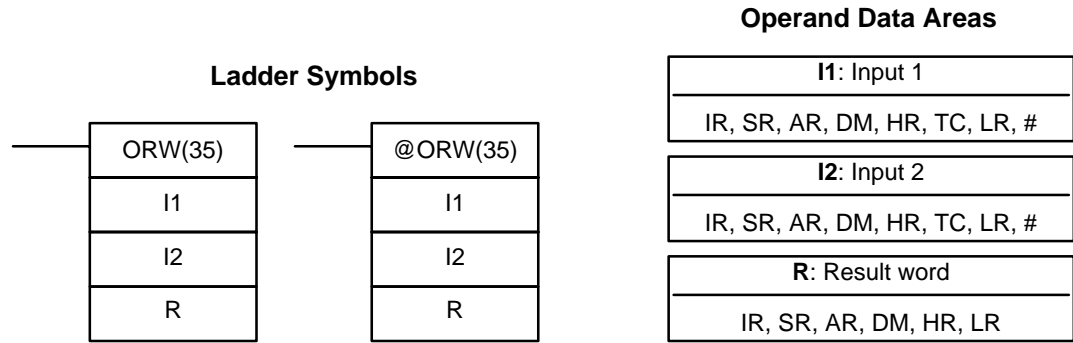 Ladder Symbols
ORW(35)
I1
I2
R
@ORW(35)
I1
I2
R
Operand Data Areas
I1: Input 1
IR, SR, AR, DM, HR, TC, LR, #
I2: Input 2
IR, SR, AR, DM, HR, TC, LR, #
R: Result word
IR, SR, AR, DM, HR, LR